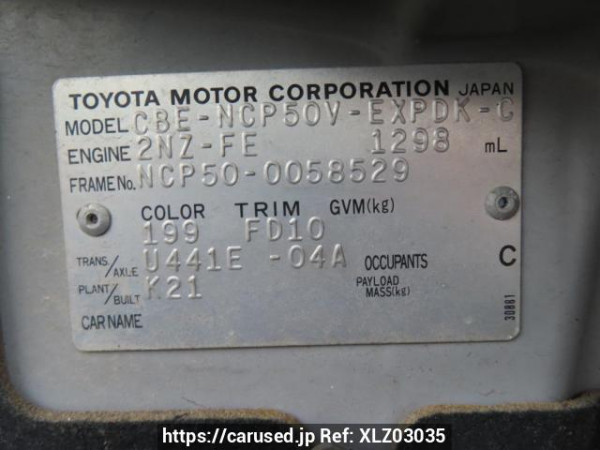 TOYOTA MOTOR CORPORATION JAPAN
MODEL CBE-NCP50V-EXPDK-C
ENGINE 2NZ-FE 1298 mL
FRAME No. NCP50-0058529
COLOR TRIM GVM(kg)
199 FD10
TRANS/AXLE U441E -04A OCCUPANTS C
PLANT/BUILT K21 PAYLOAD MASS(kg)
CAR NAME
3D881
https://carused.jp Ref: XLZ03035